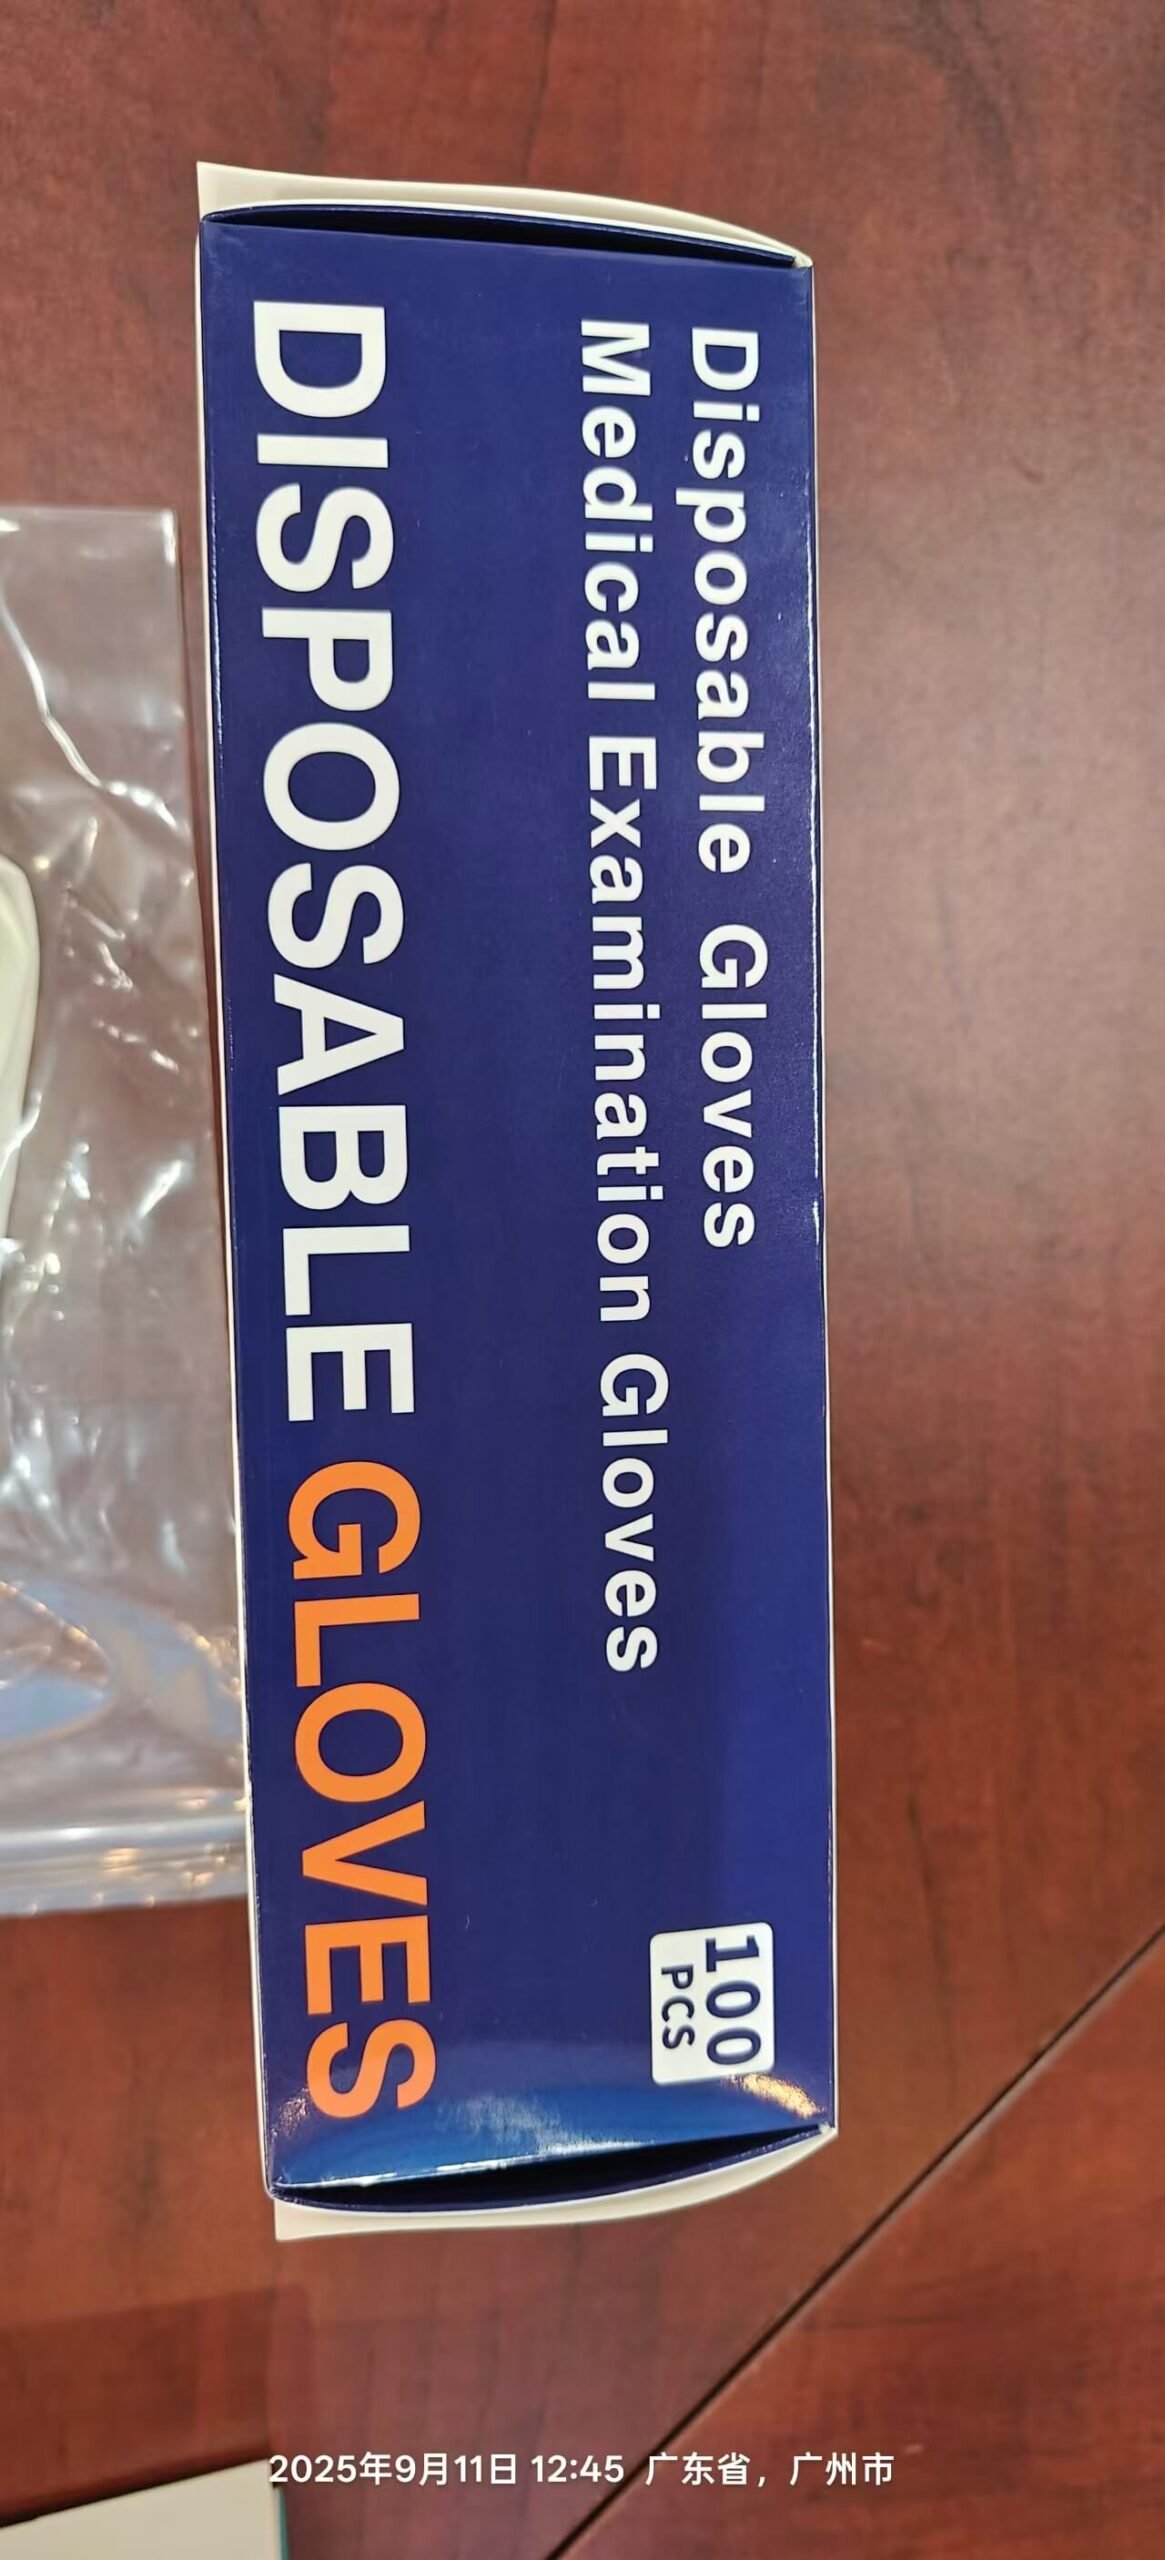 Disposable Gloves
Medical Examination Gloves
100
PCS
DISPOSABLE GLOVES
2025年9月11日 12:45 广东省，广州市